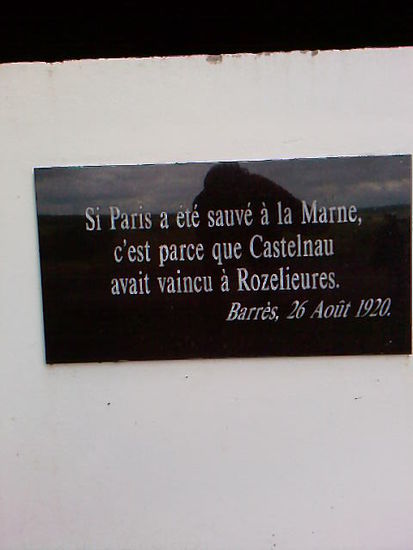 Si Paris a été sauvé à la Marne,
c'est parce que Castelnau
avait vaincu à Rozelieures.
Barrès, 26 Août 1920.